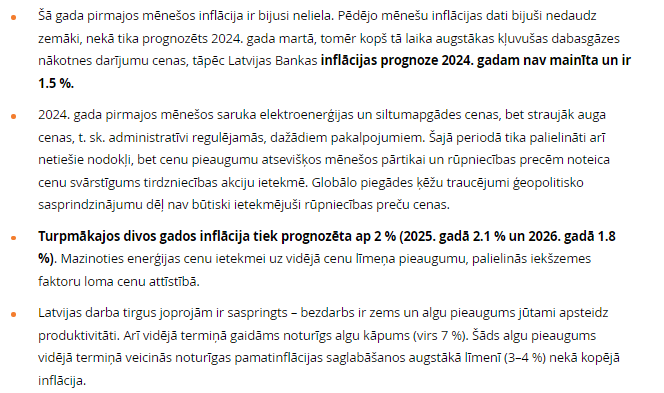 Šā gada pirmajos mēnešos inflācija ir bijusi neliela. Pēdējo mēnešu inflācijas dati bijuši nedaudz
zemāki, nekā tika prognozēts 2024. gada martā, tomēr kopš tā laika augstākas kļuvušas dabasgāzes
nākotnes darījumu cenas, tāpēc Latvijas Bankas inflācijas prognoze 2024. gadam nav mainīta un ir
1.5 %.
2024. gada pirmajos mēnešos saruka elektroenerģijas un siltumapgādes cenas, bet straujāk auga
cenas, t. sk. administratīvi regulējamās, dažādiem pakalpojumiem. Šajā periodā tika palielināti arī
netiešie nodokļi, bet cenu pieaugumu atsevišķos mēnešos pārtikai un rūpniecības precēm noteica
cenu svārstīgums tirdzniecības akciju ietekmē. Globālo piegādes ķēžu traucējumi ģeopolitisko
sasprindzinājumu dēļ nav būtiski ietekmējuši rūpniecības preču cenas.
Turpmākajos divos gados inflācija tiek prognozēta ap 2 % (2025. gadā 2.1 % un 2026. gadā 1.8
%). Mazinoties enerģijas cenu ietekmei uz vidējā cenu līmeņa pieaugumu, palielinās iekšzemes
faktoru loma cenu attīstībā.
Latvijas darba tirgus joprojām ir saspringts – bezdarbs ir zems un algu pieaugums jūtami apsteidz
produktivitāti. Arī vidējā termiņā gaidāms noturīgs algu kāpums (virs 7 %). Šāds algu pieaugums
vidējā termiņā veicinās noturīgas pamatinflācijas saglabāšanos augstākā līmenī (3–4 %) nekā kopējā
inflācija.